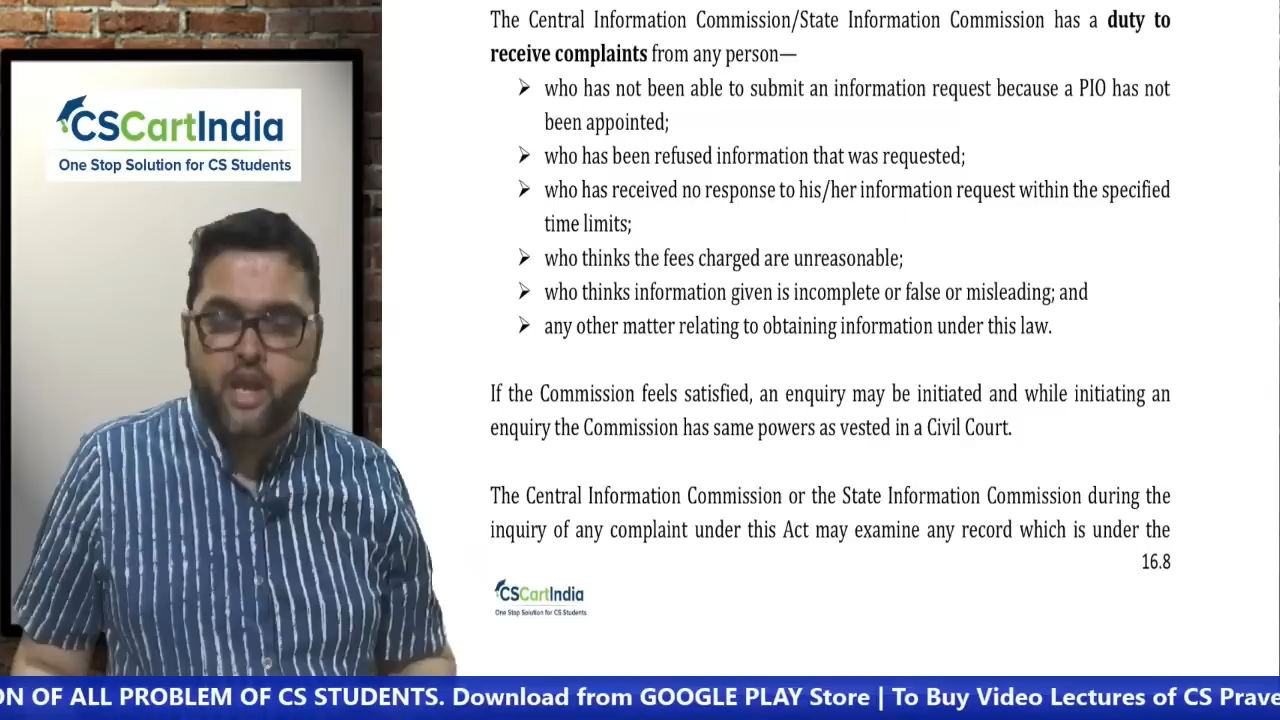 CSCartIndia
One Stop Solution for CS Students
The Central Information Commission/State Information Commission has a duty to
receive complaints from any person—
➢ who has not been able to submit an information request because a PIO has not
been appointed;
➢ who has been refused information that was requested;
➢ who has received no response to his/her information request within the specified
time limits;
➢ who thinks the fees charged are unreasonable;
➢ who thinks information given is incomplete or false or misleading; and
➢ any other matter relating to obtaining information under this law.
If the Commission feels satisfied, an enquiry may be initiated and while initiating an
enquiry the Commission has same powers as vested in a Civil Court.
The Central Information Commission or the State Information Commission during the
inquiry of any complaint under this Act may examine any record which is under the
16.8
CSCartIndia
One Stop Solution for CS Students
ON OF ALL PROBLEM OF CS STUDENTS. Download from GOOGLE PLAY Store | To Buy Video Lectures of CS Prave